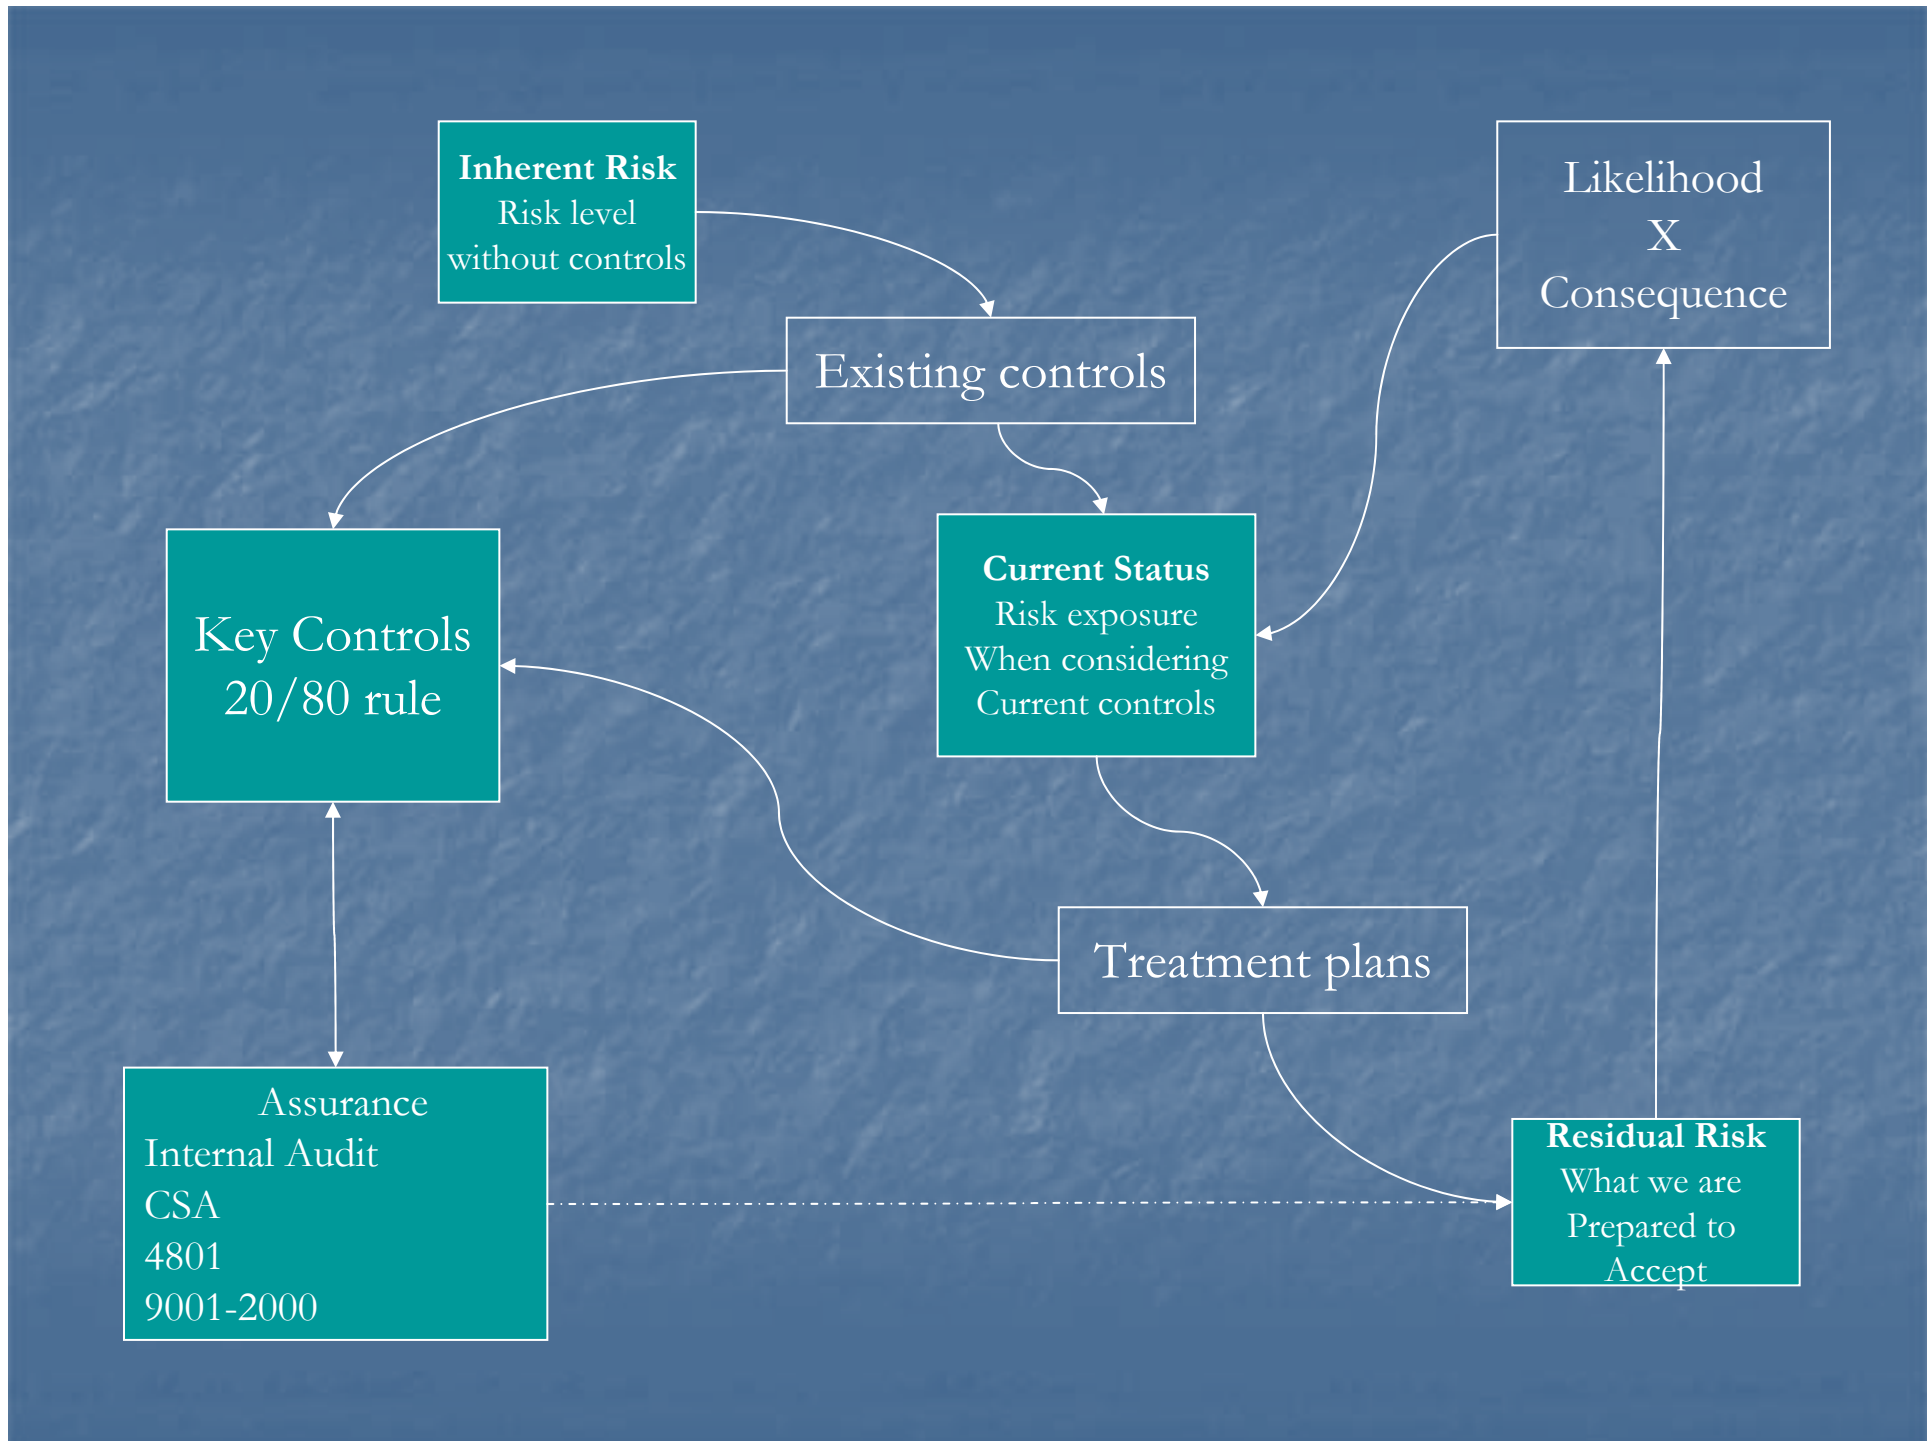 Inherent Risk
Risk level
without controls
Likelihood
X
Consequence
Existing controls
Key Controls
20/80 rule
Current Status
Risk exposure
When considering
Current controls
Treatment plans
Assurance
Internal Audit
CSA
4801
9001-2000
Residual Risk
What we are
Prepared to
Accept